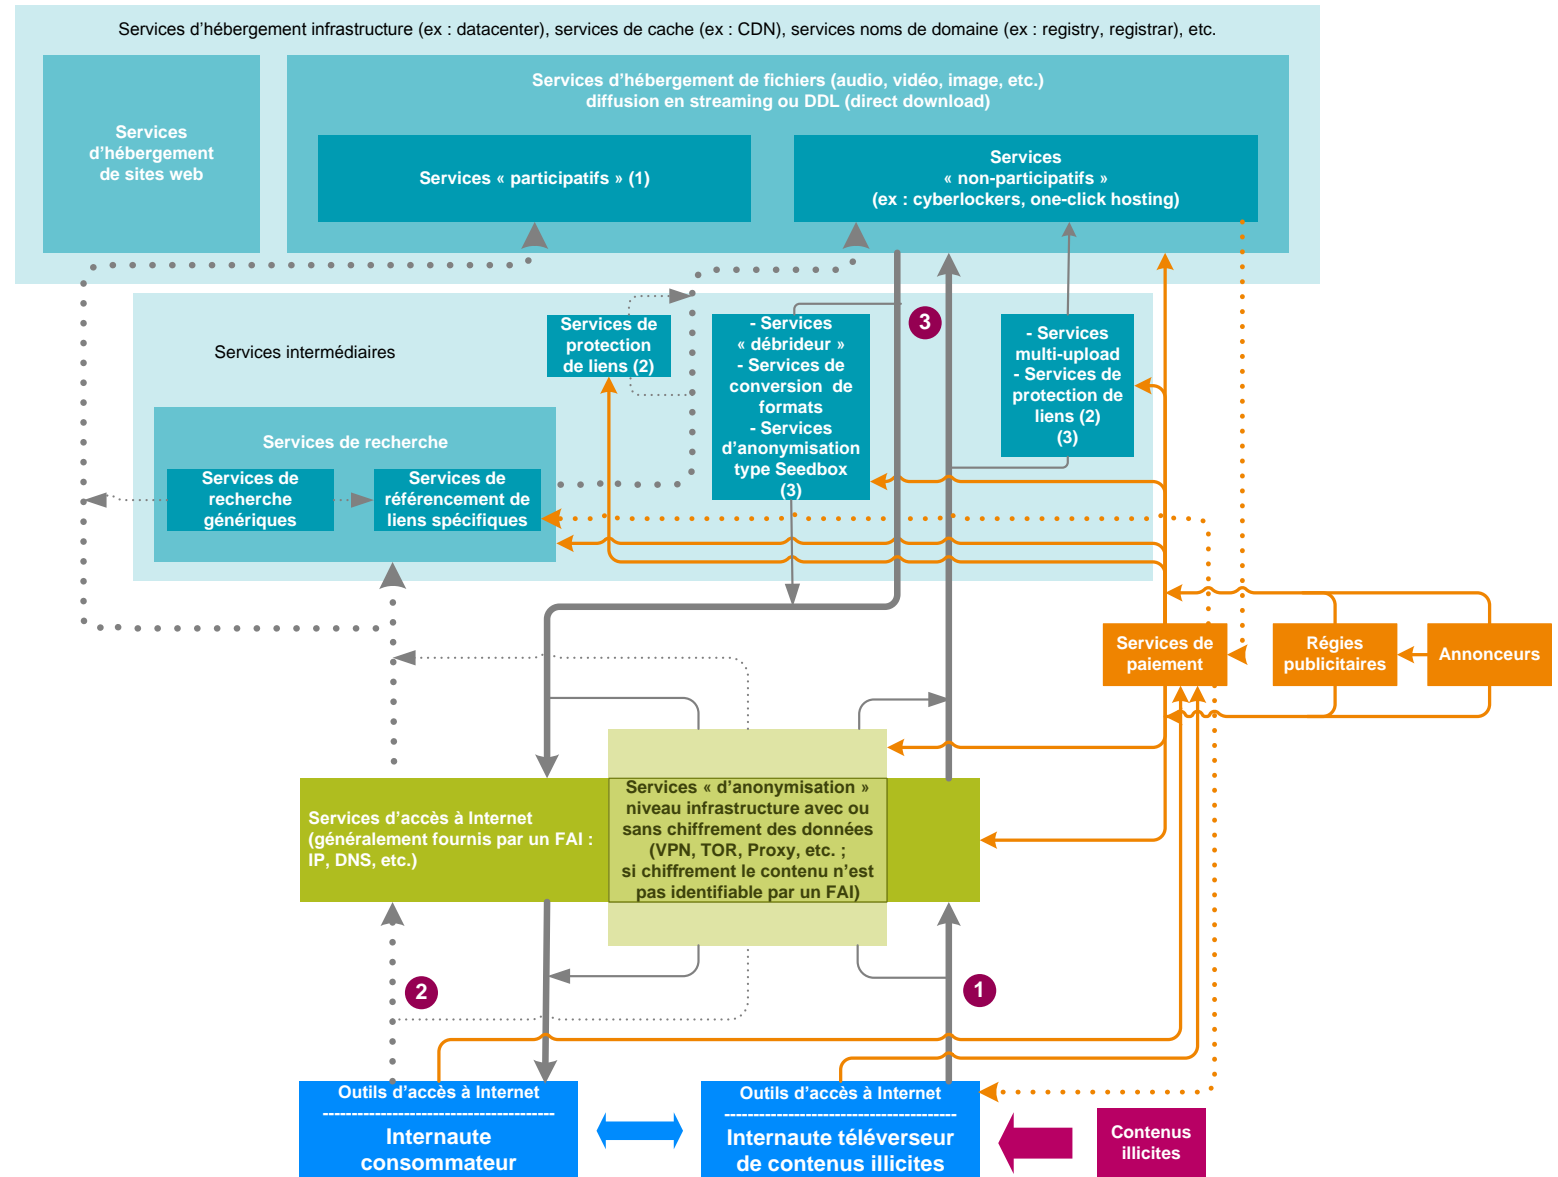 Services d'hébergement infrastructure (ex : datacenter), services de cache (ex : CDN), services noms de domaine (ex : registry, registrar), etc.
Services
d'hébergement
de sites web
Services d'hébergement de fichiers (audio, vidéo, image, etc.)
diffusion en streaming ou DDL (direct download)
Services « participatifs » (1)
Services
« non-participatifs »
(ex : cyberlockers, one-click hosting)
Services intermédiaires
Services de
protection
de liens (2)
- Services
« débrideur »
- Services de
conversion de
formats
- Services
d'anonymisation
type Seedbox
(3)
3
- Services
multi-upload
- Services de
protection de
liens (2)
(3)
Services de recherche
Services de
recherche
génériques
Services de
référencement de
liens spécifiques
Services de
paiement
Régies
publicitaires
Annonceurs
Services d'accès à Internet
(généralement fournis par un FAI :
IP, DNS, etc.)
Services « d'anonymisation »
niveau infrastructure avec ou
sans chiffrement des données
(VPN, TOR, Proxy, etc. ;
si chiffrement le contenu n'est
pas identifiable par un FAI)
2
1
Outils d'accès à Internet
----------------------------------------
Internaute
consommateur
Outils d'accès à Internet
----------------------------------------
Internaute téléverseur
de contenus illicites
Contenus
illicites